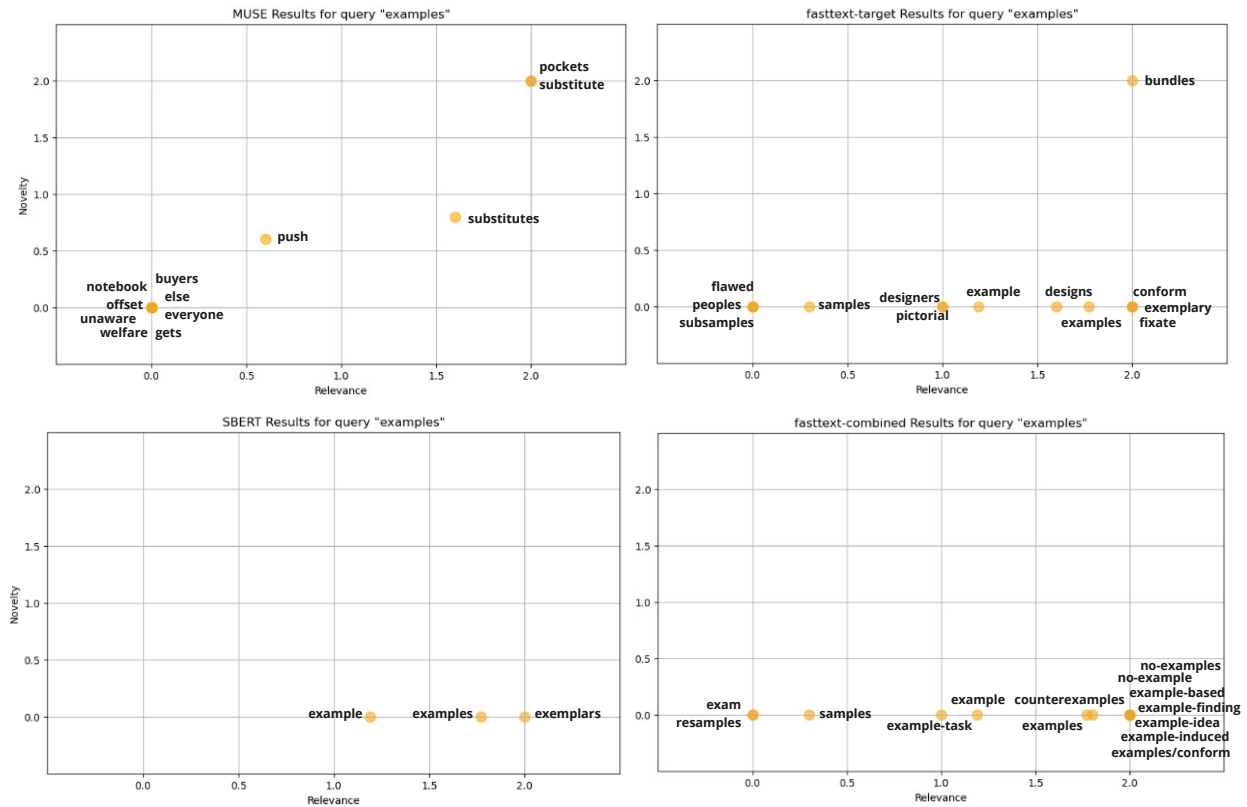 MUSE Results for query "examples"
2.0
1.5
1.0
0.5
0.0
Novelty
pockets
substitute
substitutes
push
notebook
buyers
offset
else
unaware
everyone
welfare
gets
0.0
0.5
1.0
1.5
2.0
Relevance
fasttext-target Results for query "examples"
2.0
1.5
1.0
0.5
0.0
bundles
flawed
peoples
subsamples
samples
designers
pictorial
example
designs
examples
conform
exemplary
fixate
0.0
0.5
1.0
1.5
2.0
Relevance
SBERT Results for query "examples"
2.0
1.5
1.0
0.5
0.0
Novelty
example
examples
exemplars
0.0
0.5
1.0
1.5
2.0
Relevance
fasttext-combined Results for query "examples"
2.0
1.5
1.0
0.5
0.0
exam
resamples
samples
example-task
example
counterexamples
examples
no-examples
no-example
example-based
example-finding
example-idea
example-induced
examples/conform
0.0
0.5
1.0
1.5
2.0
Relevance